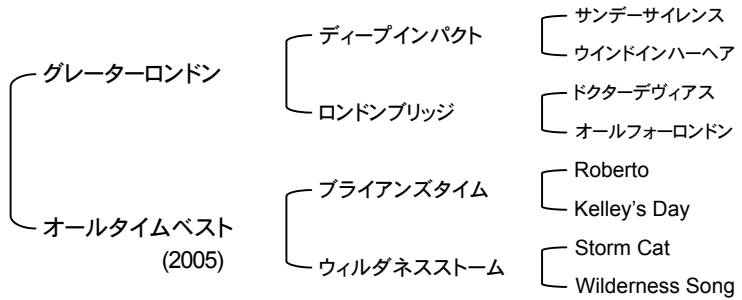 グレーターロンドン
ディープインパクト
サンデーサイレンス
ウインドインハーヘア
ロンドンブリッジ
ドクターデヴィアス
オールフォーロンドン
オールタイムベスト
(2005)
ブライアンズタイム
Roberto
Kelley's Day
ウィルダネスストーム
Storm Cat
Wilderness Song